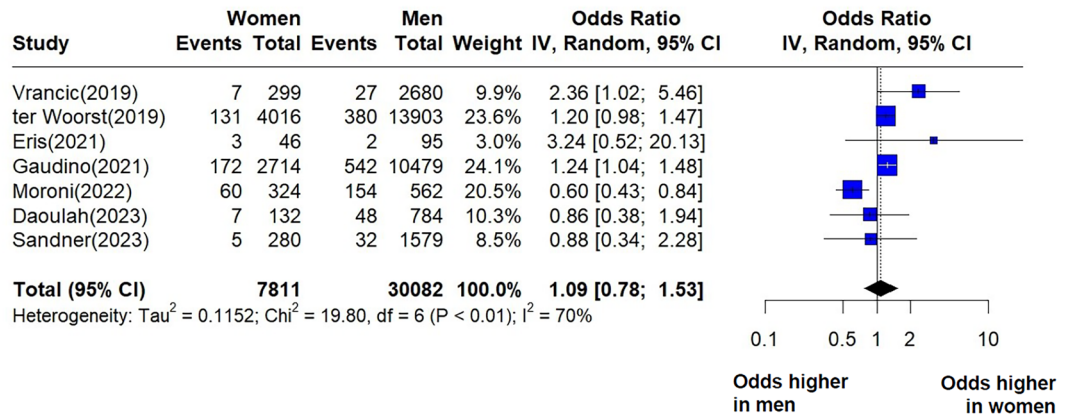 Women Men Odds Ratio Odds Ratio
Study Events Total Events Total Weight IV, Random, 95% CI IV, Random, 95% CI
Vrancic(2019) 7 299 27 2680 9.9% 2.36 [1.02; 5.46]
ter Woorst(2019) 131 4016 380 13903 23.6% 1.20 [0.98; 1.47]
Eris(2021) 3 46 2 95 3.0% 3.24 [0.52; 20.13]
Gaudino(2021) 172 2714 542 10479 24.1% 1.24 [1.04; 1.48]
Moroni(2022) 60 324 154 562 20.5% 0.60 [0.43; 0.84]
Daoulah(2023) 7 132 48 784 10.3% 0.86 [0.38; 1.94]
Sandner(2023) 5 280 32 1579 8.5% 0.88 [0.34; 2.28]
Total (95% CI) 7811 30082 100.0% 1.09 [0.78; 1.53]
Heterogeneity: Tau² = 0.1152; Chi² = 19.80, df = 6 (P < 0.01); I² = 70%
0.1 0.5 1 2 10
Odds higher Odds higher
in men in women